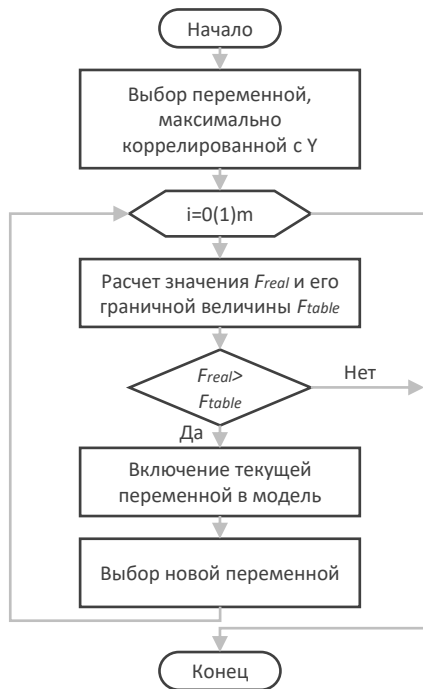 Начало
Выбор переменной,
максимально
коррелированной с Y
i=0(1)m
Расчет значения Freal и его
граничной величины Ftable
Freal>
Ftable
Нет
Да
Включение текущей
переменной в модель
Выбор новой переменной
Конец